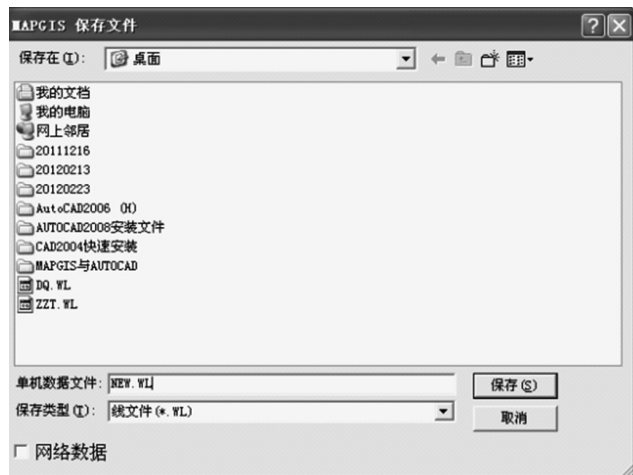 MAPGIS 保存文件
保存在(I): 桌面
我的文档
我的电脑
网上邻居
20111216
20120213
20120223
AutoCAD2006 (H)
AUTOCAD2008安装文件
CAD2004快速安装
MAPGIS与AUTOCAD
DQ.WL
ZZT.WL
单机数据文件: NEW.WL 保存(S)
保存类型(T): 线文件(*.WL) 取消
网络数据